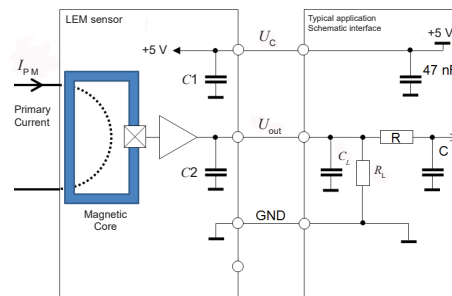 LEM sensor
Typical application
Schematic interface
+5 V
U_C
+5 V
I_PM
C1
47 nF
Primary
Current
U_out
C2
C_L
R_L
R
C
Magnetic
Core
GND